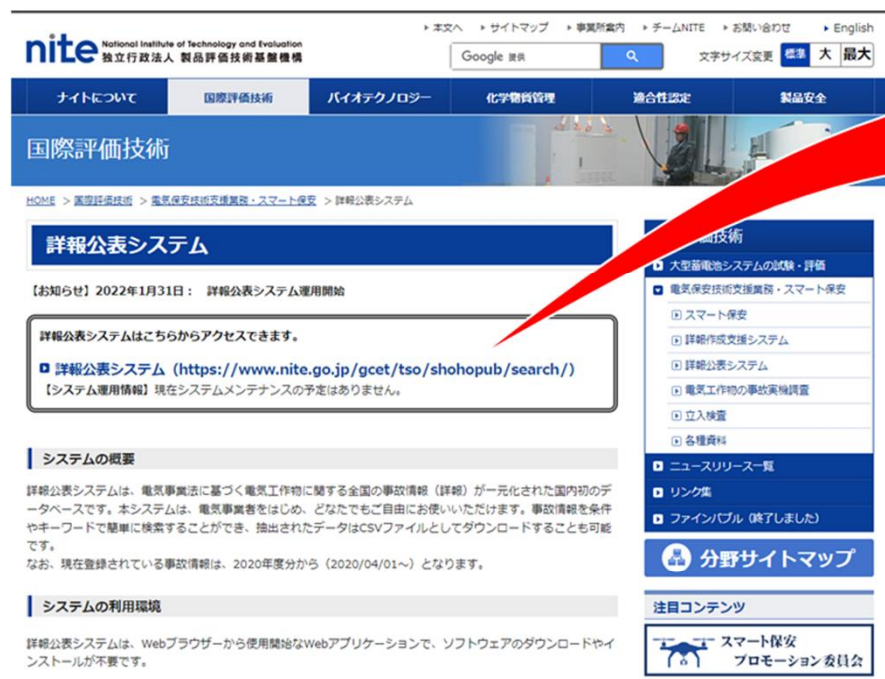 本文へ サイトマップ 事業所案内 チームNITE お問い合わせ English
nite National Institute of Technology and Evaluation
独立行政法人 製品評価技術基盤機構
Google 提供
文字サイズ変更 標準 大 最大
ナイトについて 国際評価技術 バイオテクノロジー 化学物質管理 適合性認定 製品安全
国際評価技術
HOME > 国際評価技術 > 電気保安技術支援業務・スマート保安 > 詳報公表システム
詳報公表システム
【お知らせ】2022年1月31日： 詳報公表システム運用開始
詳報公表システムはこちらからアクセスできます。
詳報公表システム（https://www.nite.go.jp/gcet/tso/shohopub/search/）
【システム運用情報】現在システムメンテナンスの予定はありません。
システムの概要
詳報公表システムは、電気事業法に基づく電気工作物に関する全国の事故情報（詳報）が一元化された国内初のデ
ータベースです。本システムは、電気事業者をはじめ、どなたでもご自由にお使いいただけます。事故情報を条件
やキーワードで簡単に検索することができ、抽出されたデータはCSVファイルとしてダウンロードすることも可能
です。
なお、現在登録されている事故情報は、2020年度分から（2020/04/01～）となります。
システムの利用環境
詳報公表システムは、Webブラウザーから使用開始なWebアプリケーションで、ソフトウェアのダウンロードやイ
ンストールが不要です。
技術
大型蓄電池システムの試験・評価
電気保安技術支援業務・スマート保安
スマート保安
詳報作成支援システム
詳報公表システム
電気工作物の事故実機調査
立入検査
各種資料
ニュースリリース一覧
リンク集
ファインバブル（終了しました）
分野サイトマップ
注目コンテンツ
スマート保安
プロモーション委員会